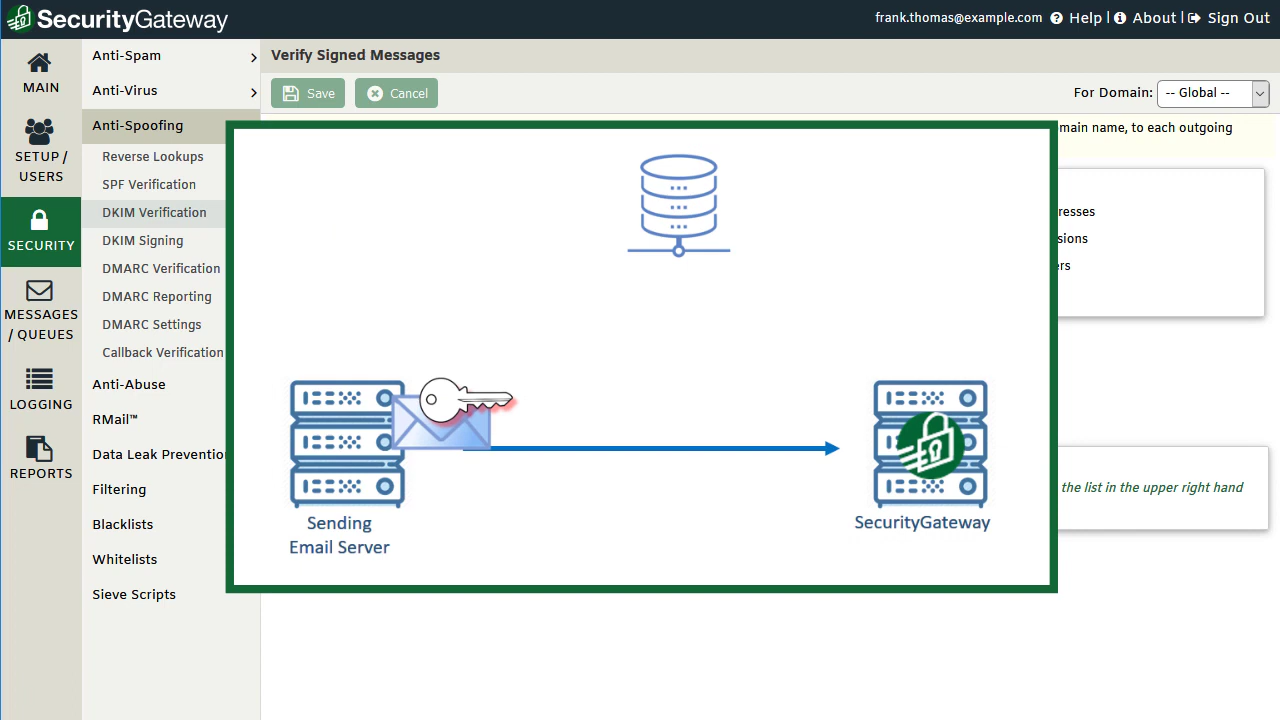 SecurityGateway
frank.thomas@example.com Help | About | Sign Out
MAIN
SETUP /
USERS
SECURITY
MESSAGES
/ QUEUES
LOGGING
REPORTS
Anti-Spam
Anti-Virus
Anti-Spoofing
Reverse Lookups
SPF Verification
DKIM Verification
DKIM Signing
DMARC Verification
DMARC Reporting
DMARC Settings
Callback Verification
Anti-Abuse
RMail™
Data Leak Preventio
Filtering
Blacklists
Whitelists
Sieve Scripts
Verify Signed Messages
Save Cancel
For Domain: -- Global --
main name, to each outgoing
resses
sions
ers
the list in the upper right hand
Sending
Email Server
SecurityGateway